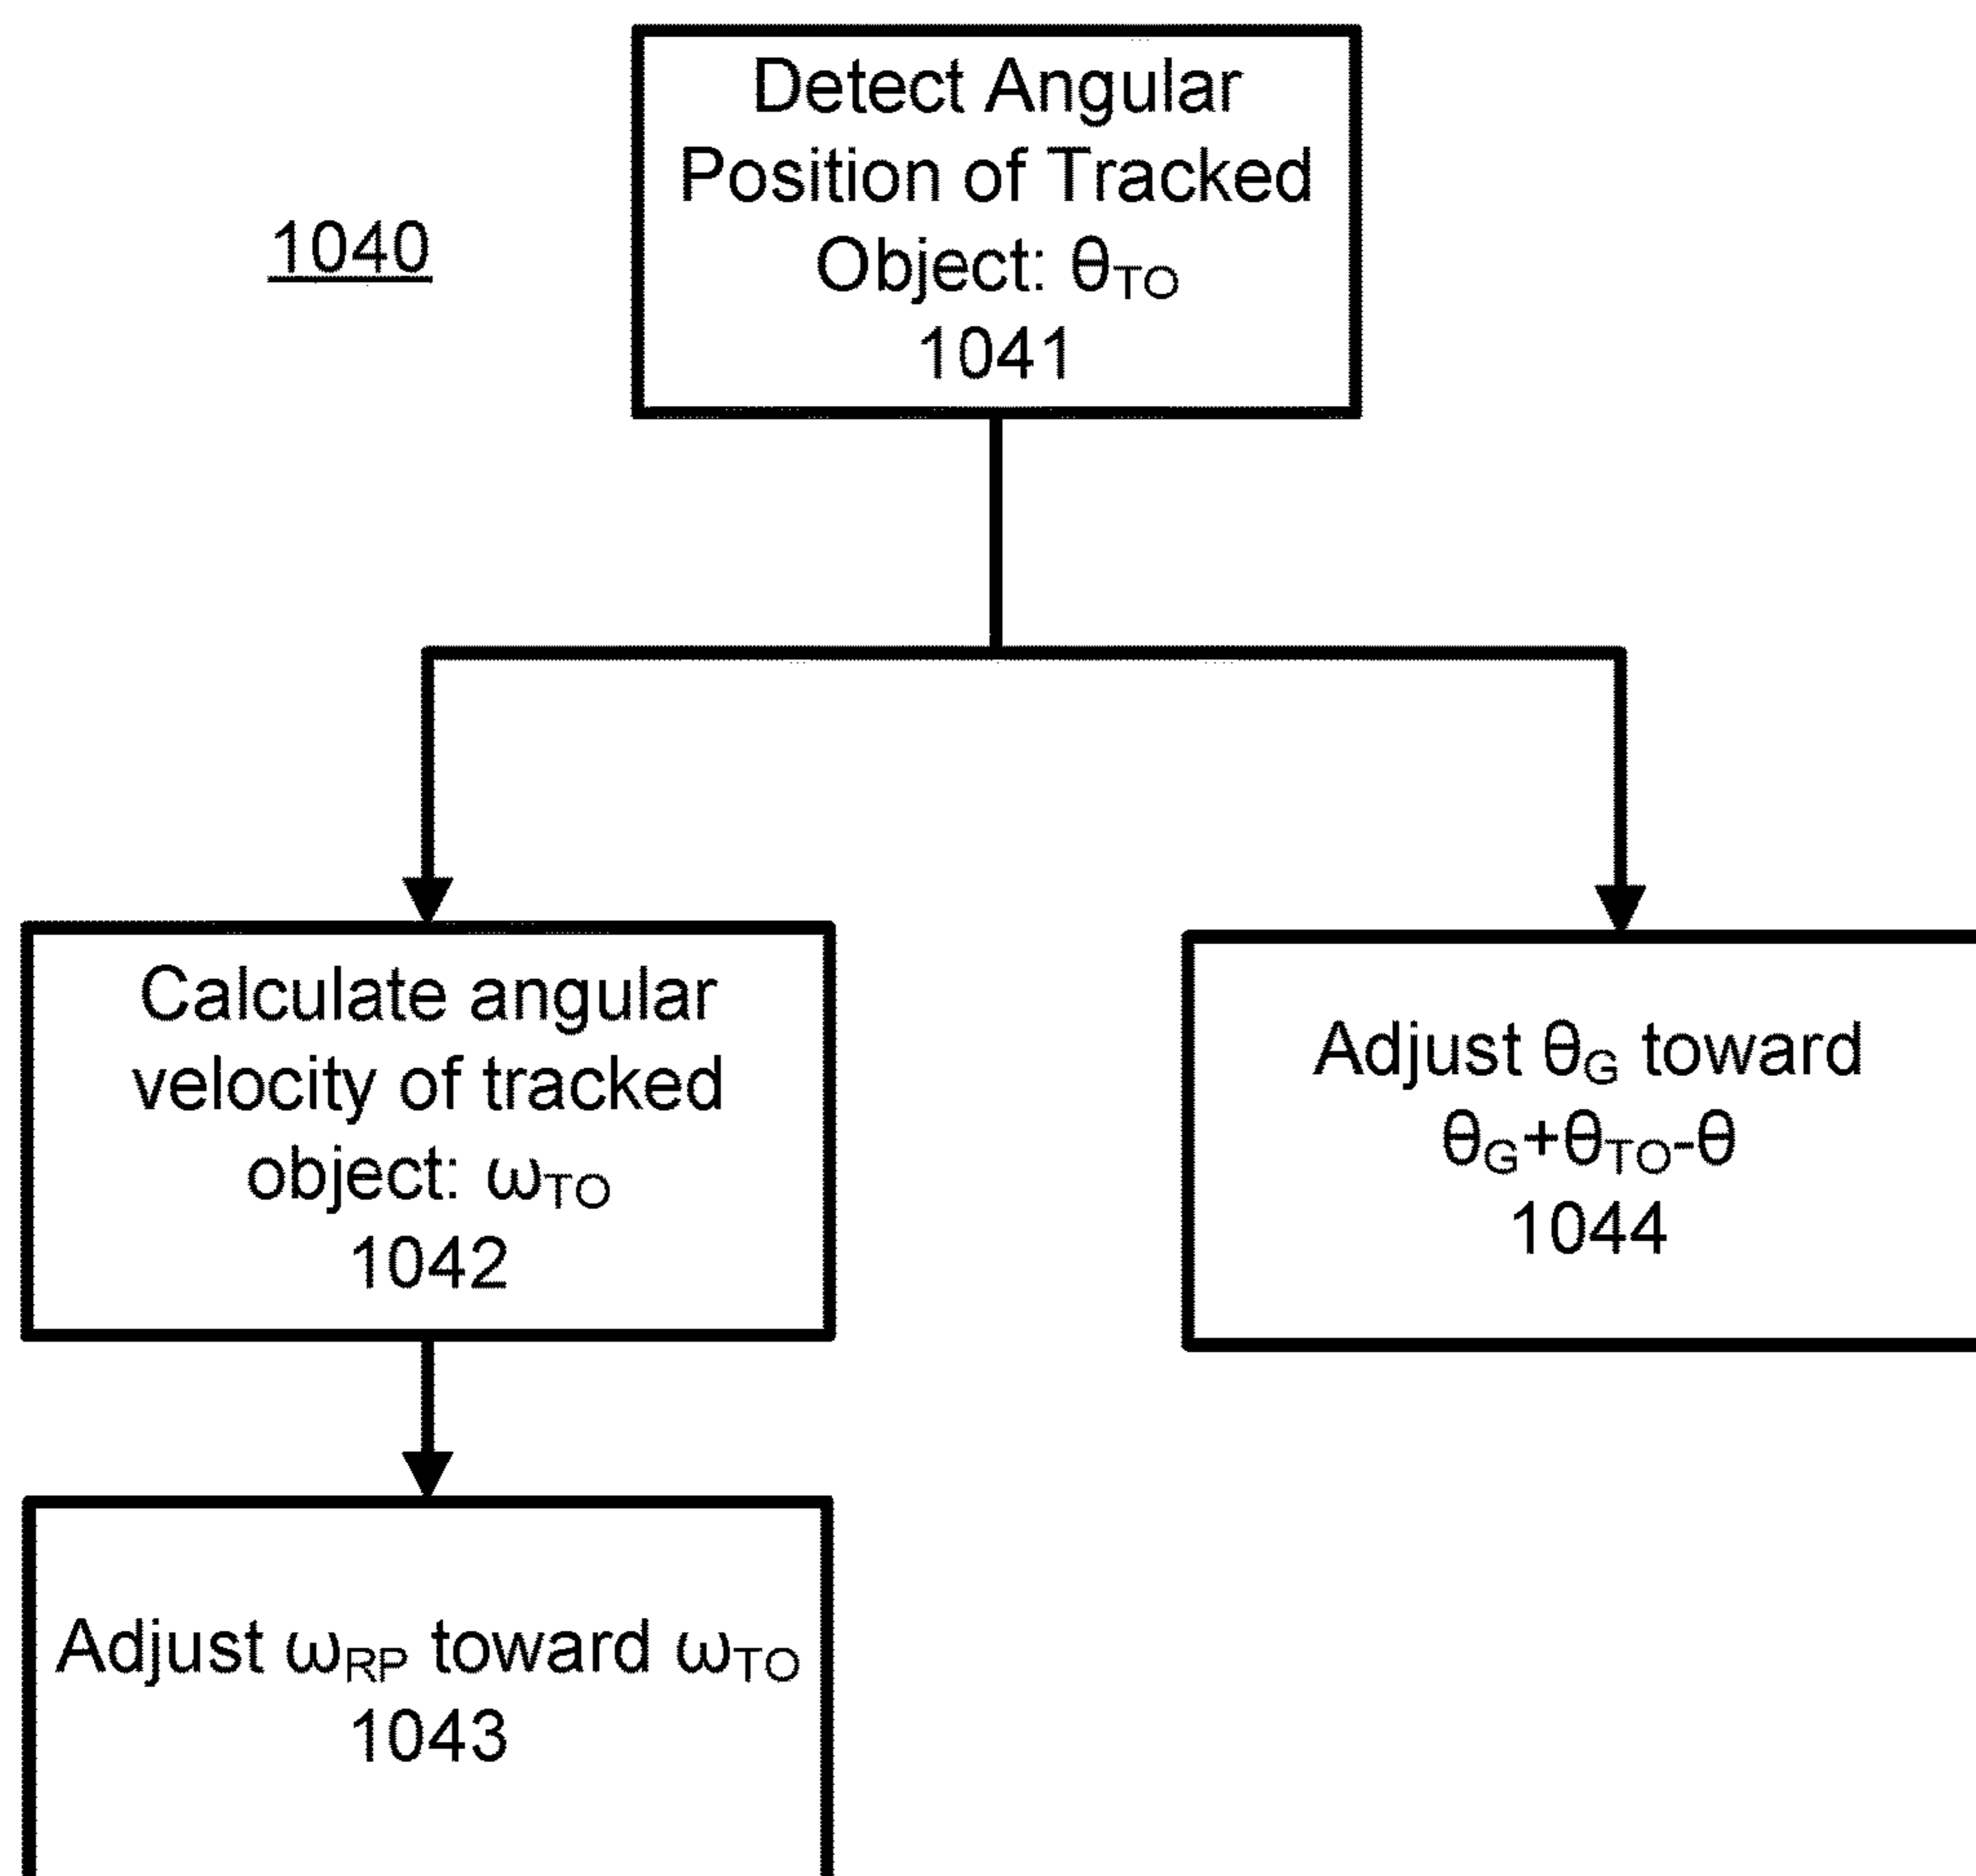 Detect Angular
Position of Tracked
Object: θTO
1041
1040
Calculate angular
velocity of tracked
object: ωTO
1042
Adjust θG toward
θG+θTO-θ
1044
Adjust ωRP toward ωTO
1043